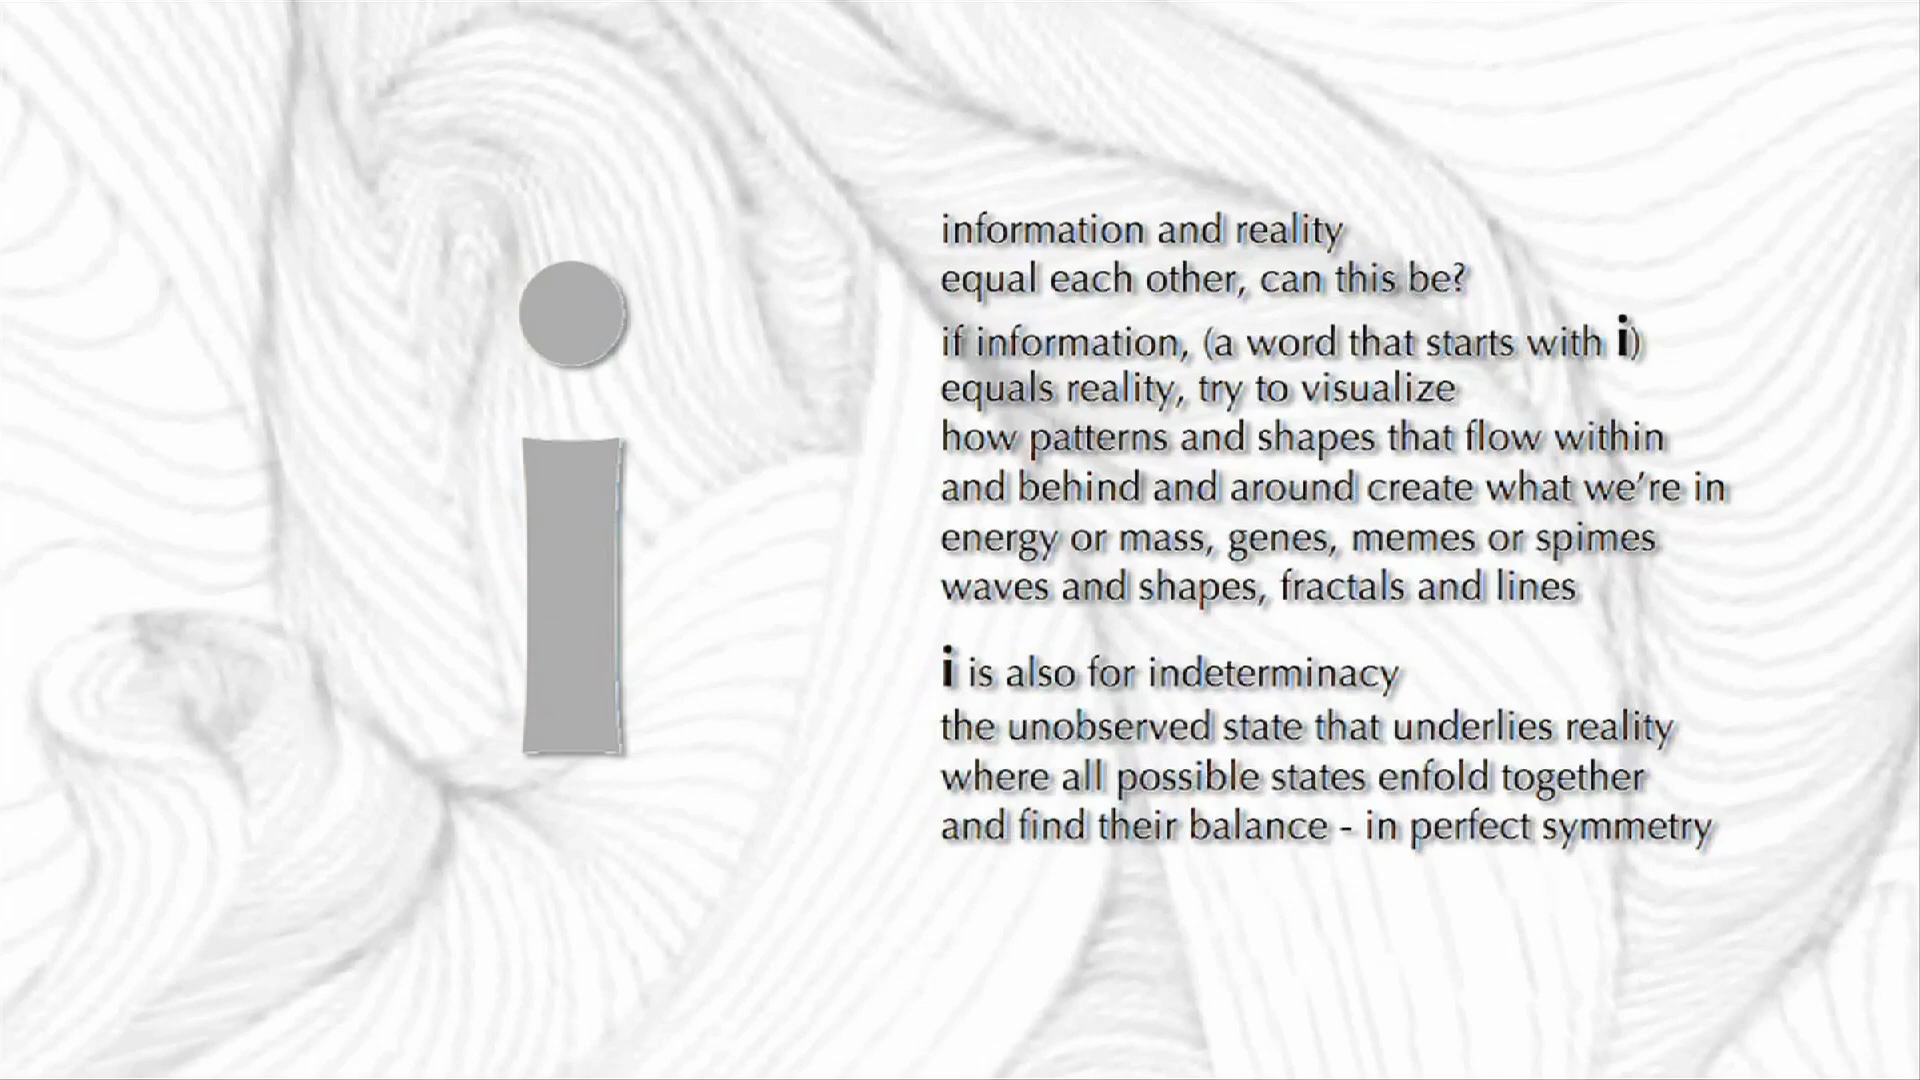 i
information and reality
equal each other, can this be?
if information, (a word that starts with i)
equals reality, try to visualize
how patterns and shapes that flow within
and behind and around create what we're in
energy or mass, genes, memes or spimes
waves and shapes, fractals and lines
i is also for indeterminacy
the unobserved state that underlies reality
where all possible states enfold together
and find their balance - in perfect symmetry